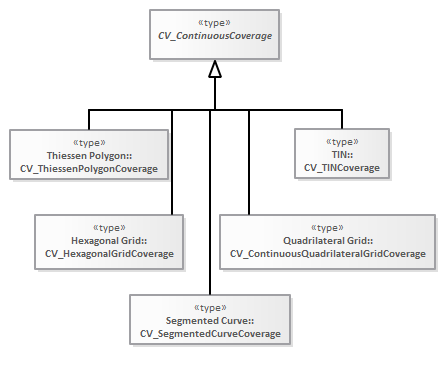 «type»
CV_ContinuousCoverage
«type»
Thiessen Polygon::
CV_ThiessenPolygonCoverage
«type»
TIN::
CV_TINCoverage
«type»
Hexagonal Grid::
CV_HexagonalGridCoverage
«type»
Quadrilateral Grid::
CV_ContinuousQuadrilateralGridCoverage
«type»
Segmented Curve::
CV_SegmentedCurveCoverage